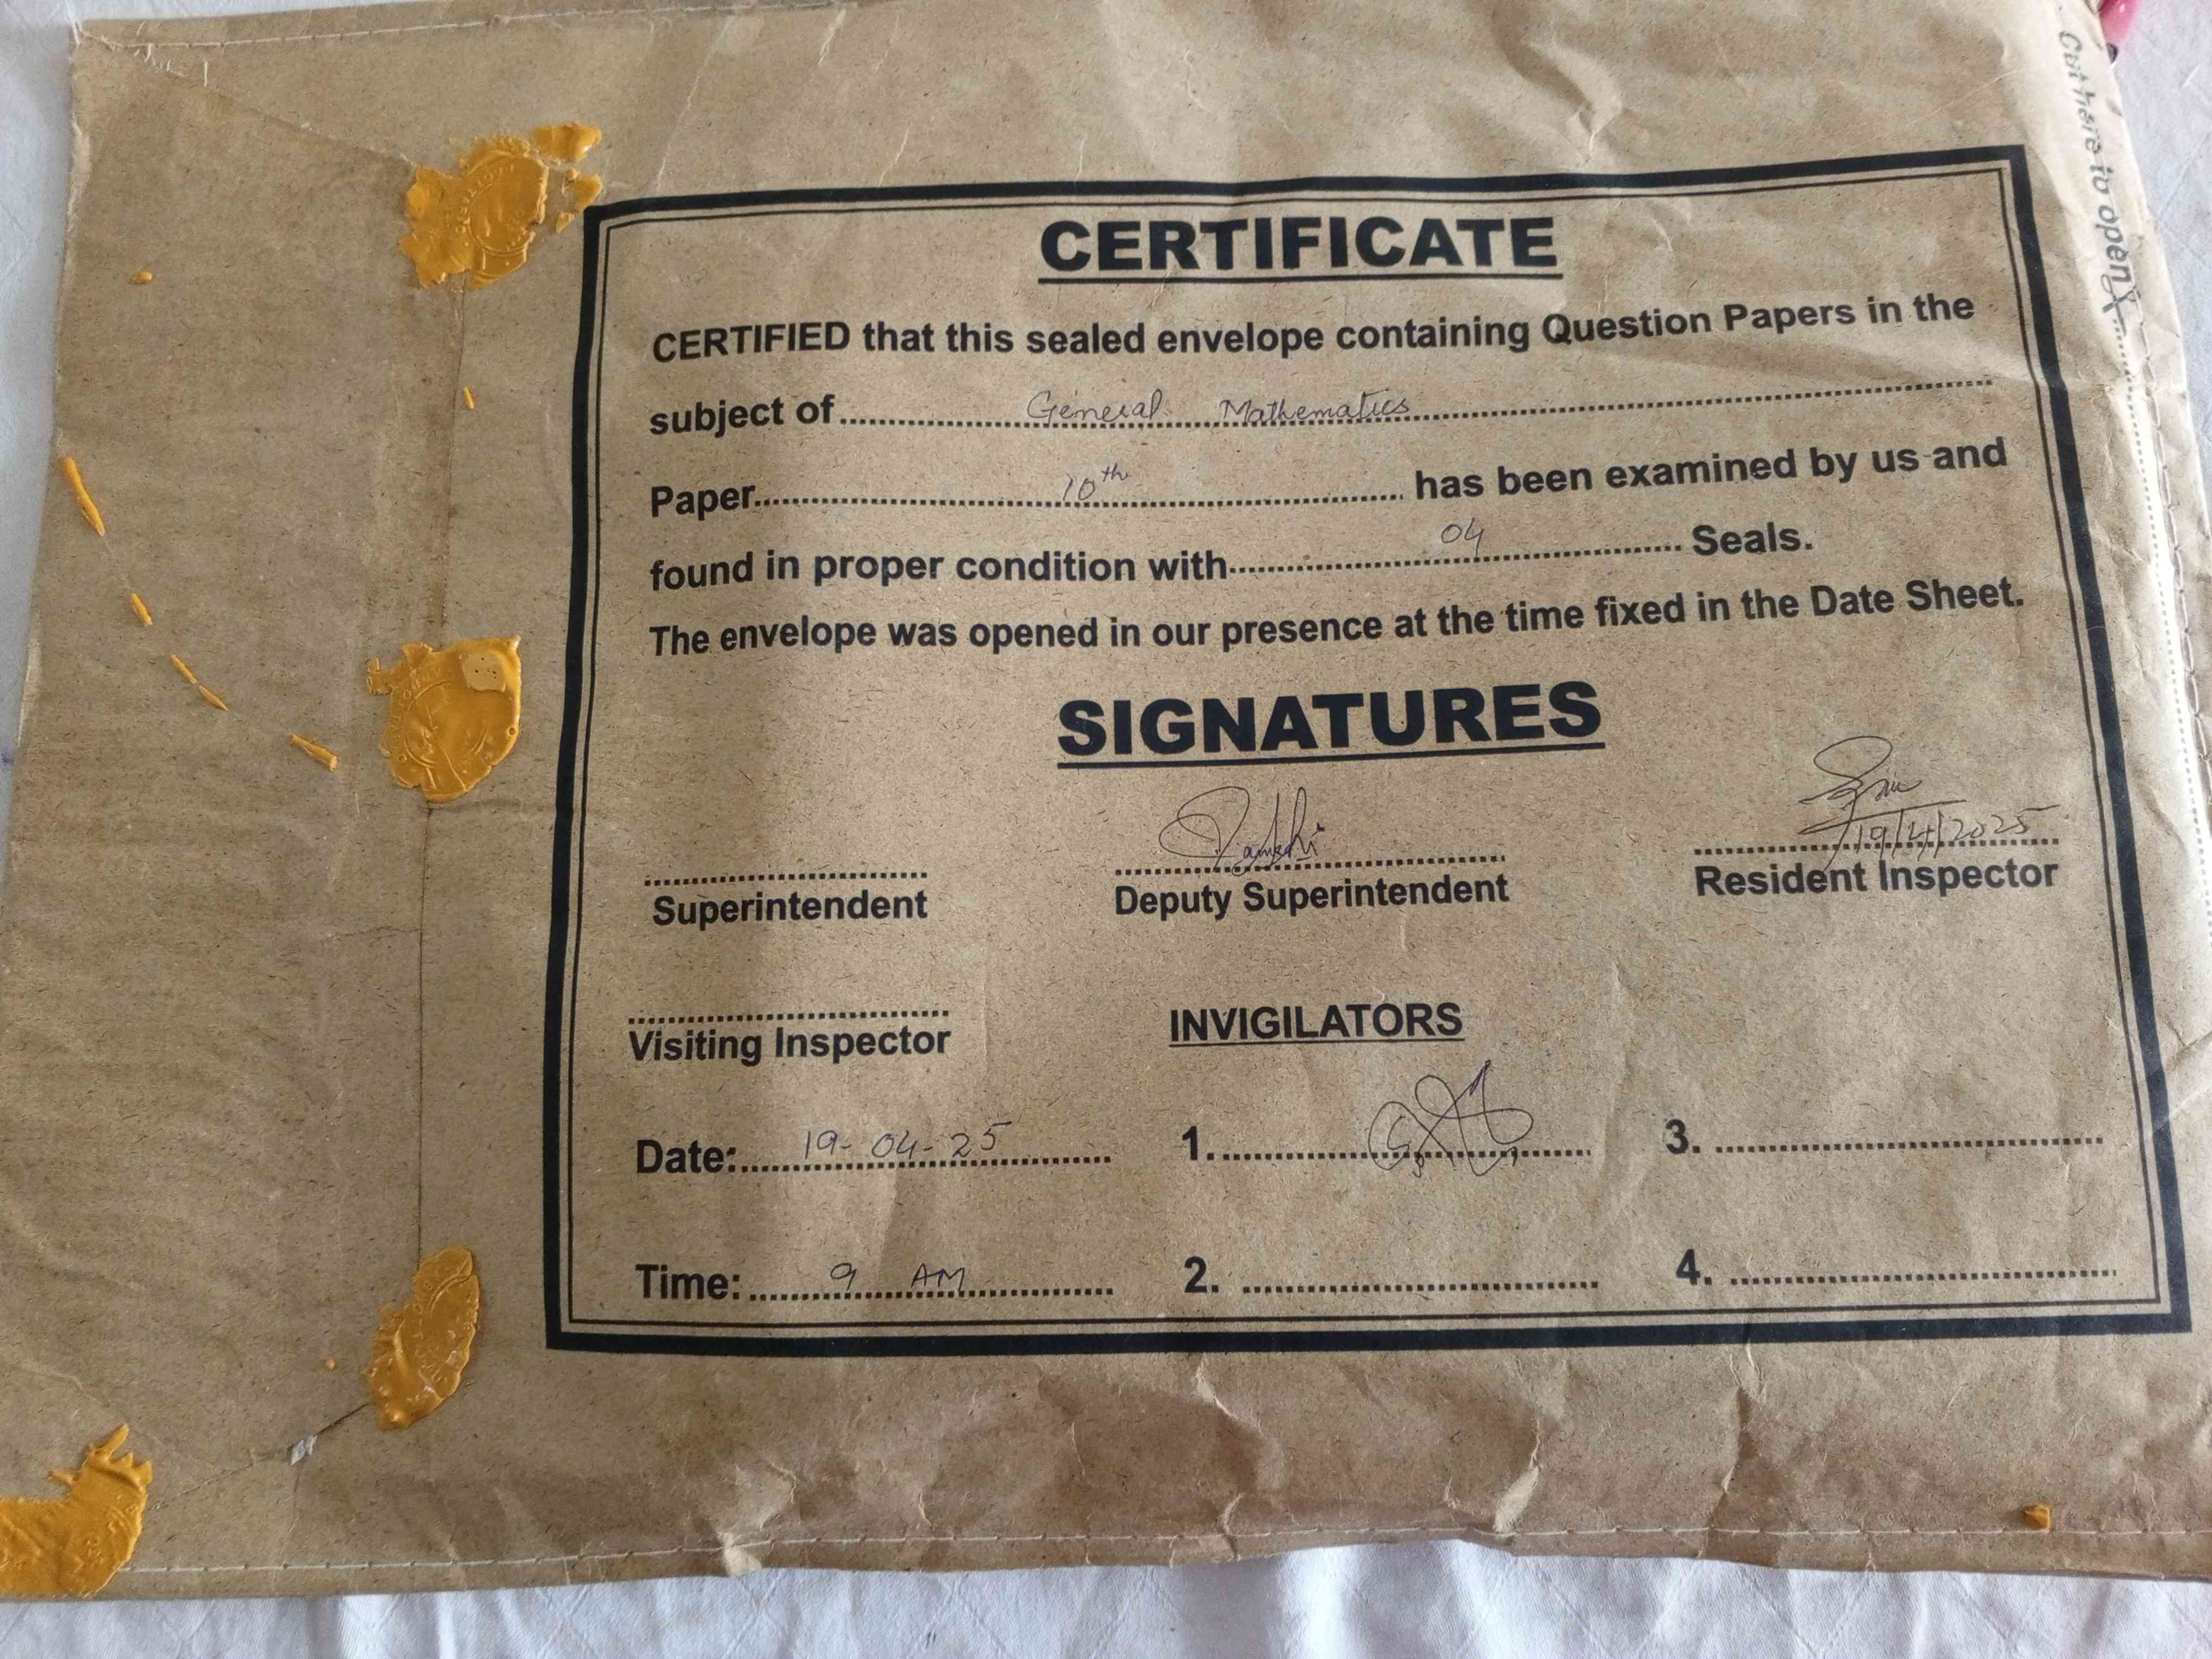 Cut here to open
CERTIFICATE
CERTIFIED that this sealed envelope containing Question Papers in the
subject of General Mathematics
Paper 10th has been examined by us and
found in proper condition with 04 Seals.
The envelope was opened in our presence at the time fixed in the Date Sheet.
SIGNATURES
19/4/2025
Superintendent Deputy Superintendent Resident Inspector
Visiting Inspector INVIGILATORS
Date: 19-04-25 1. 3.
Time: 9 AM 2. 4.